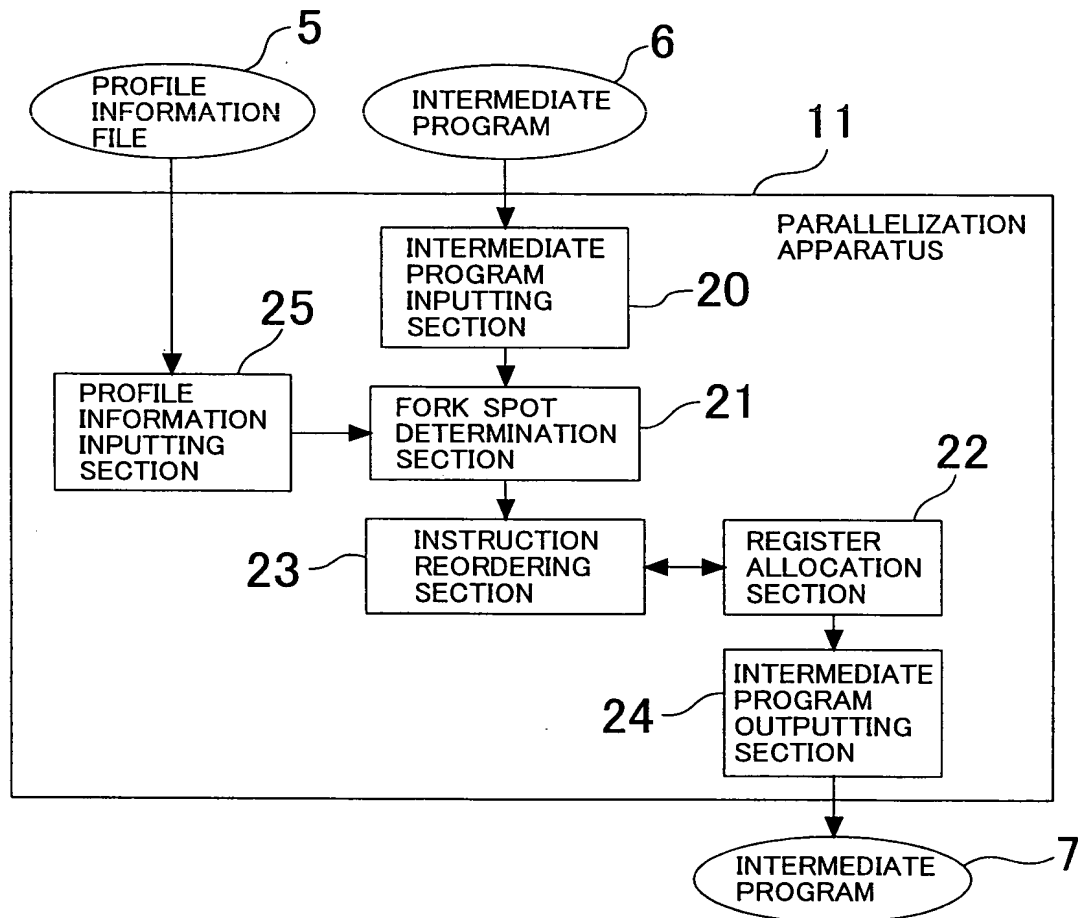 5
PROFILE
INFORMATION
FILE
6
INTERMEDIATE
PROGRAM
11
PARALLELIZATION
APPARATUS
INTERMEDIATE
PROGRAM
INPUTTING
SECTION
20
25
PROFILE
INFORMATION
INPUTTING
SECTION
FORK SPOT
DETERMINATION
SECTION
21
22
23
INSTRUCTION
REORDERING
SECTION
REGISTER
ALLOCATION
SECTION
24
INTERMEDIATE
PROGRAM
OUTPUTTING
SECTION
INTERMEDIATE
PROGRAM
7